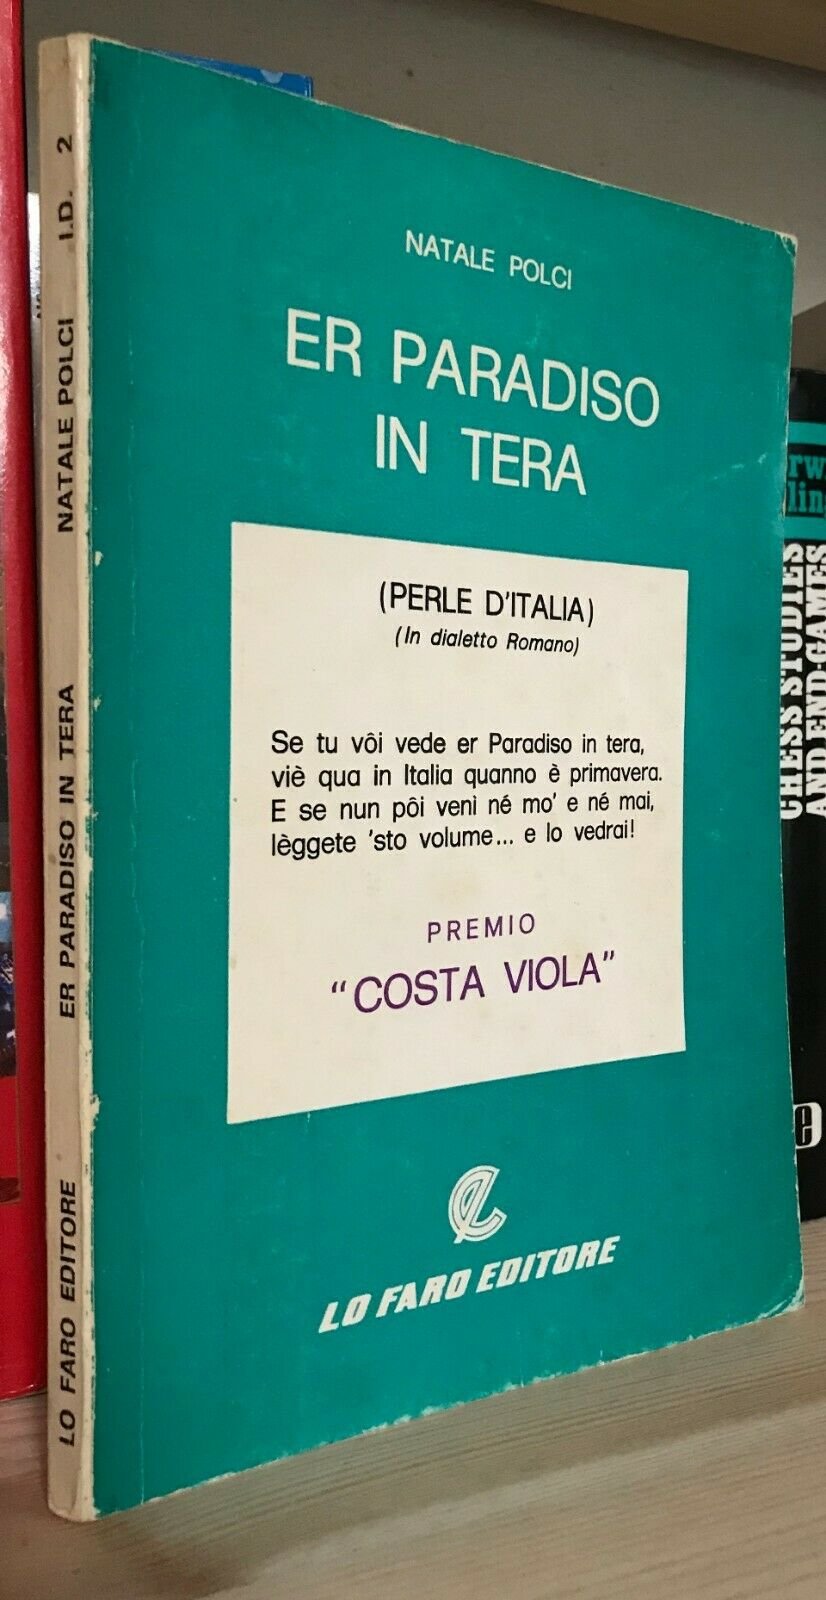 LO FARO EDITORE ER PARADISO IN TERA NATALE POLCI I.D. 2
NATALE POLCI
ER PARADISO
IN TERA
(PERLE D'ITALIA)
(In dialetto Romano)
Se tu vôi vede er Paradiso in tera,
viè qua in Italia quanno è primavera.
E se nun pôi venì né mo' e né mai,
lèggete 'sto volume... e lo vedrai!
PREMIO
"COSTA VIOLA"
LO FARO EDITORE
CHESS STUDIES
AND END-GAMES